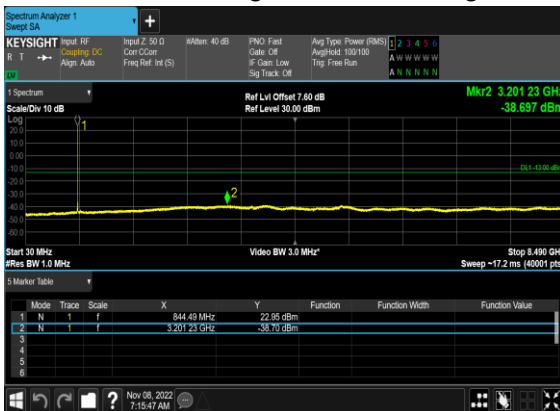 Spectrum Analyzer 1
Swept SA
+
KEYSIGHT Input: RF Input Z: 50 Ω #Atten: 40 dB PNO: Fast Avg Type: Power (RMS) 1 2 3 4 5 6
R T Coupling: DC Corr CCorr Gate: Off Avg|Hold: 100/100 A W W W W W
Align: Auto Freq Ref: Int (S) IF Gain: Low Trig: Free Run
Sig Track: Off A N N N N N
1 Spectrum Ref Lvl Offset 7.60 dB Mkr2 3.201 23 GHz
Scale/Div 10 dB Ref Level 30.00 dBm -38.697 dBm
Log
1
20.0
10.0
0.00
-10.0 DL1 -13.00 dBm
-20.0
-30.0 2
-40.0
-50.0
-60.0
Start 30 MHz Video BW 3.0 MHz* Stop 8.490 GHz
#Res BW 1.0 MHz Sweep ~17.2 ms (40001 pts)
5 Marker Table
Mode Trace Scale X Y Function Function Width Function Value
1 N 1 f 844.49 MHz 22.95 dBm
2 N 1 f 3.201 23 GHz -38.70 dBm
3
4
5
6
? Nov 08, 2022
7:15:47 AM